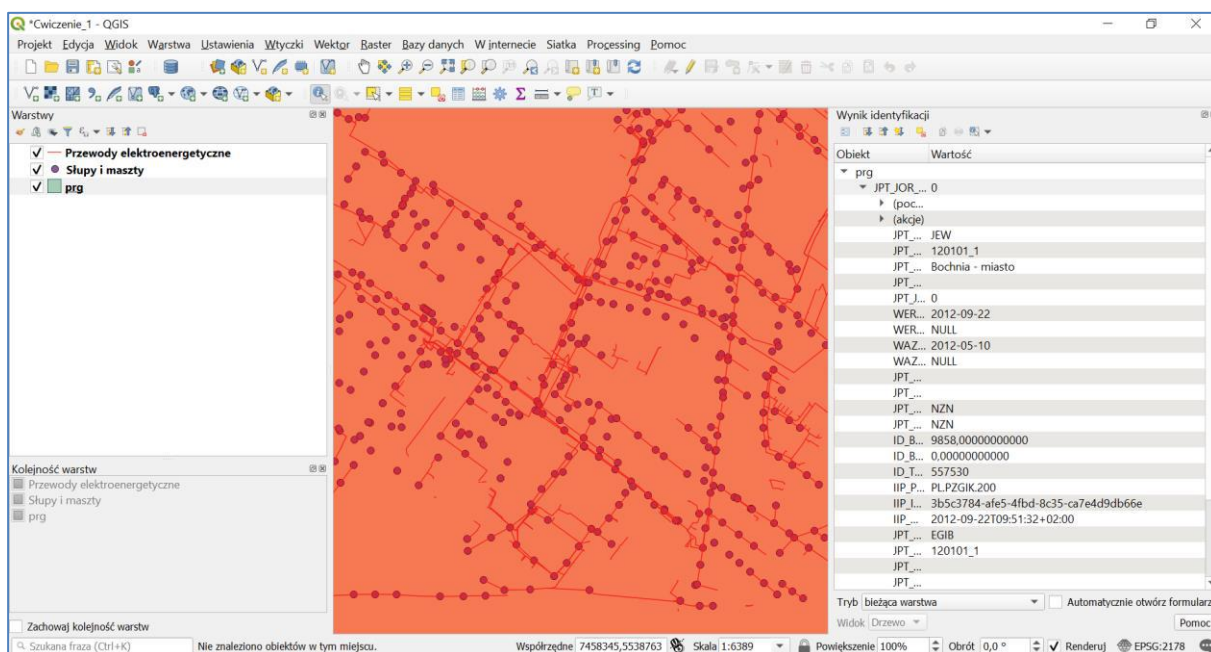 *Cwiczenie_1 - QGIS
Projekt Edycja Widok Warstwa Ustawienia Wtyczki Wektor Raster Bazy danych W internecie Siatka Processing Pomoc
Warstwy
Przewody elektroenergetyczne
Słupy i maszty
prg
Kolejność warstw
Przewody elektroenergetyczne
Słupy i maszty
prg
Zachowaj kolejność warstw
Wynik identyfikacji
Obiekt Wartość
prg
JPT_JOR_... 0
(poc...
(akcje)
JPT_... JEW
JPT_... 120101_1
JPT_... Bochnia - miasto
JPT_...
JPT_J... 0
WER... 2012-09-22
WER... NULL
WAZ... 2012-05-10
WAZ... NULL
JPT_...
JPT_...
JPT_... NZN
JPT_... NZN
ID_B... 9858,00000000000
ID_B... 0,00000000000
ID_T... 557530
IIP_P... PL.PZGIK.200
IIP_I... 3b5c3784-afe5-4fbd-8c35-ca7e4d9db66e
IIP_... 2012-09-22T09:51:32+02:00
JPT_... EGIB
JPT_... 120101_1
JPT_...
JPT_...
Tryb bieżąca warstwa Automatycznie otwórz formularz
Widok Drzewo Pomoc
Szukana fraza (Ctrl+K) Nie znaleziono obiektów w tym miejscu. Współrzędne 7458345,5538763 Skala 1:6389 Powiększenie 100% Obrót 0,0 ° Renderuj EPSG:2178